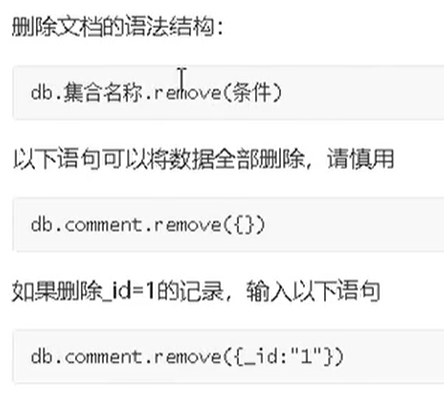 删除文档的语法结构：
db.集合名称.remove(条件)
以下语句可以将数据全部删除，请慎用
db.comment.remove({})
如果删除_id=1的记录，输入以下语句
db.comment.remove({_id:"1"})